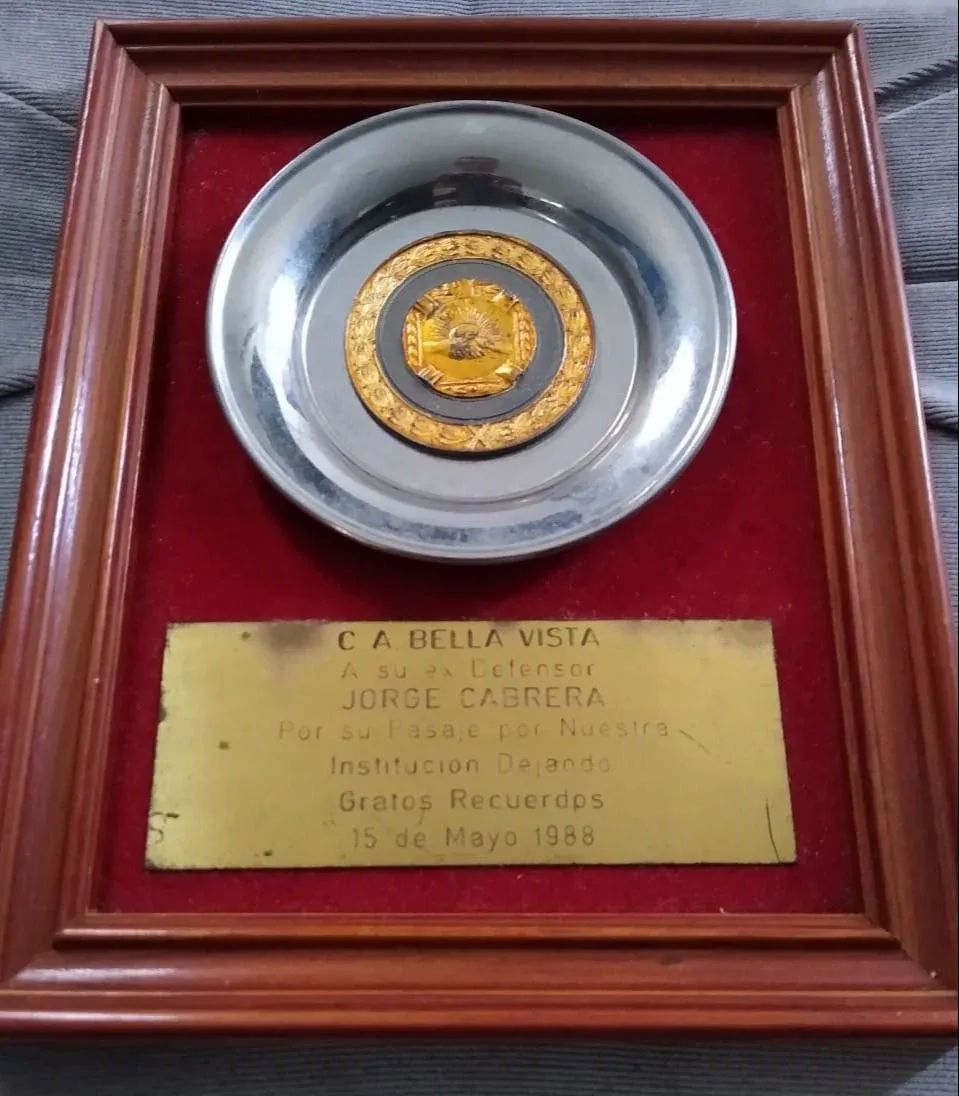 C A BELLA VISTA
A su ex Defensor
JORGE CABRERA
Por su Pasaje por Nuestra
Institucion Dejando
Gratos Recuerdps
15 de Mayo 1988